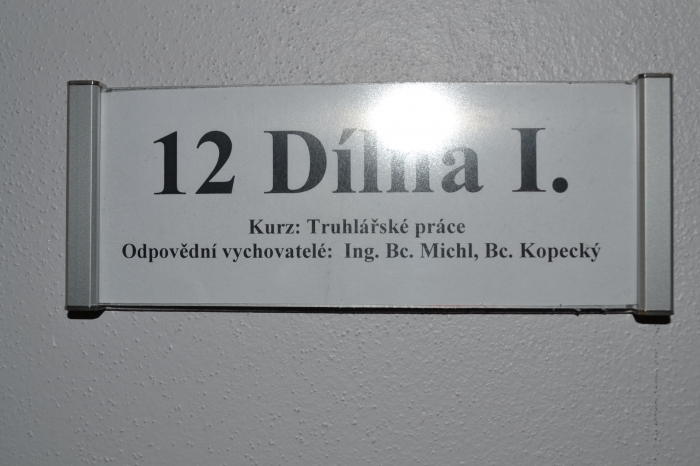 12 Dílna I.
Kurz: Truhlářské práce
Odpovědní vychovatelé: Ing. Bc. Michl, Bc. Kopecký